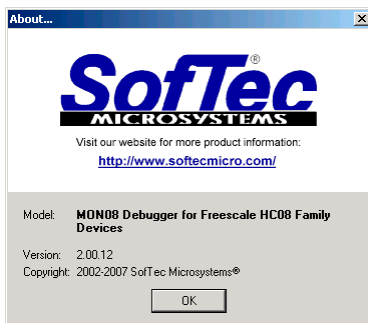 About...
SofTec®
MICROSYSTEMS
Visit our website for more product information:
http://www.softecmicro.com/
Model: MON08 Debugger for Freescale HC08 Family
Devices
Version: 2.00.12
Copyright: 2002-2007 SofTec Microsystems®
OK